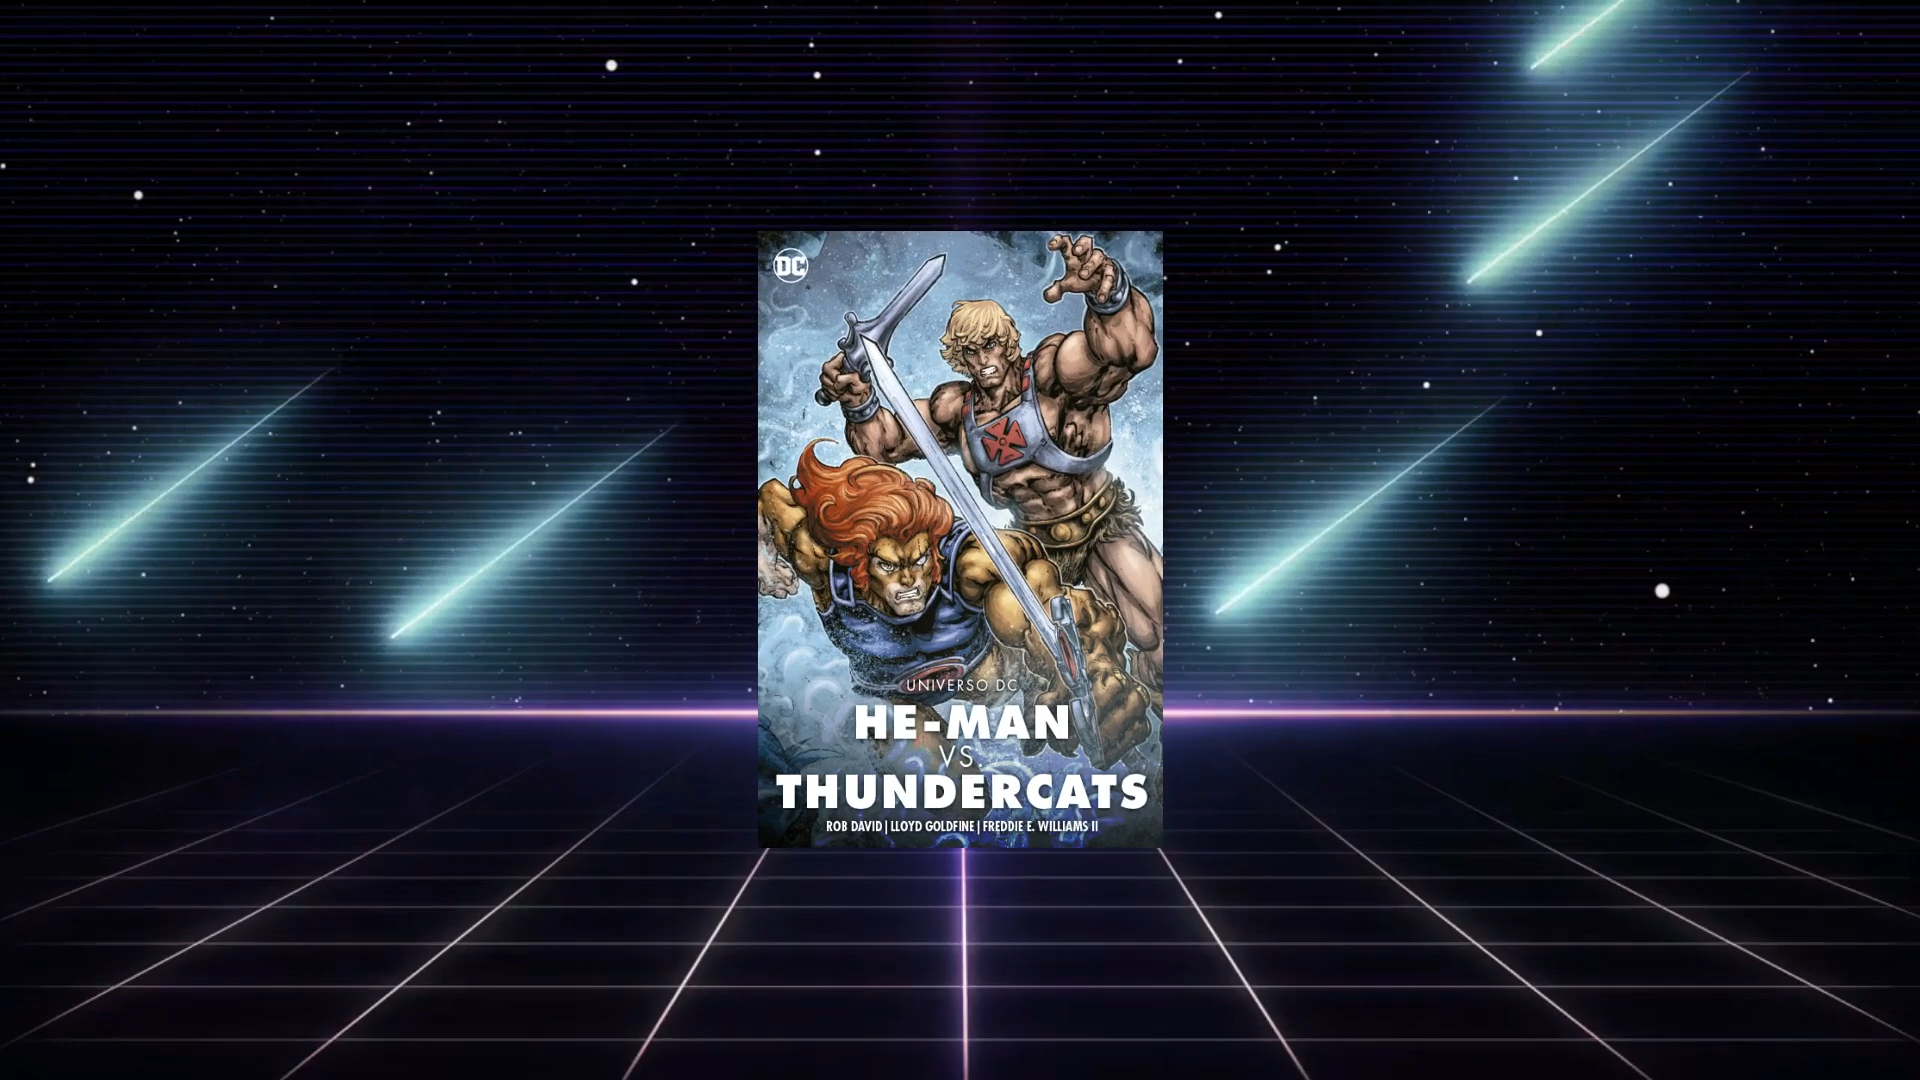 DC
UNIVERSO DC
HE-MAN
VS.
THUNDERCATS
ROB DAVID | LLOYD GOLDFINE | FREDDIE E. WILLIAMS II